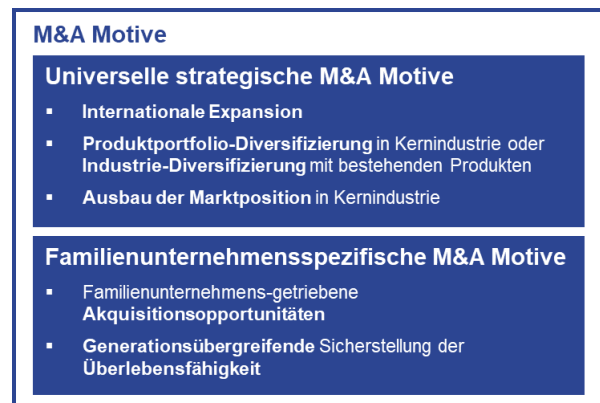 M&A Motive
Universelle strategische M&A Motive
▪ Internationale Expansion
▪ Produktportfolio-Diversifizierung in Kernindustrie oder
Industrie-Diversifizierung mit bestehenden Produkten
▪ Ausbau der Marktposition in Kernindustrie
Familienunternehmensspezifische M&A Motive
▪ Familienunternehmens-getriebene
Akquisitionsopportunitäten
▪ Generationsübergreifende Sicherstellung der
Überlebensfähigkeit